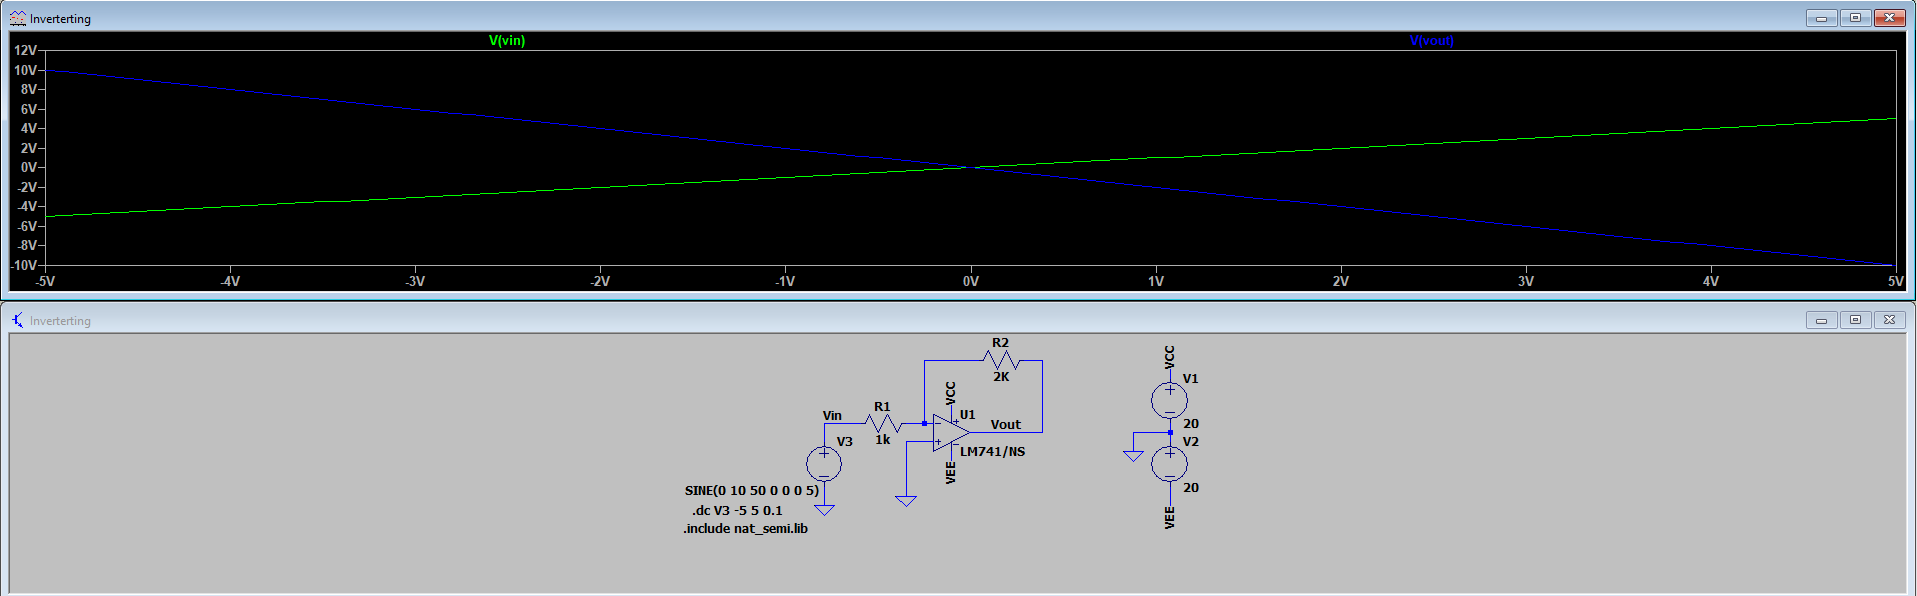 Inverterting
V(vin) V(vout)
12V
10V
8V
6V
4V
2V
0V
-2V
-4V
-6V
-8V
-10V
-5V -4V -3V -2V -1V 0V 1V 2V 3V 4V 5V
Inverterting
R2
2K
VCC
U1
R1
1k
Vin
Vout
V3
LM741/NS
VEE
SINE(0 10 50 0 0 0 5)
.dc V3 -5 5 0.1
.include nat_semi.lib
VCC
V1
20
V2
20
VEE